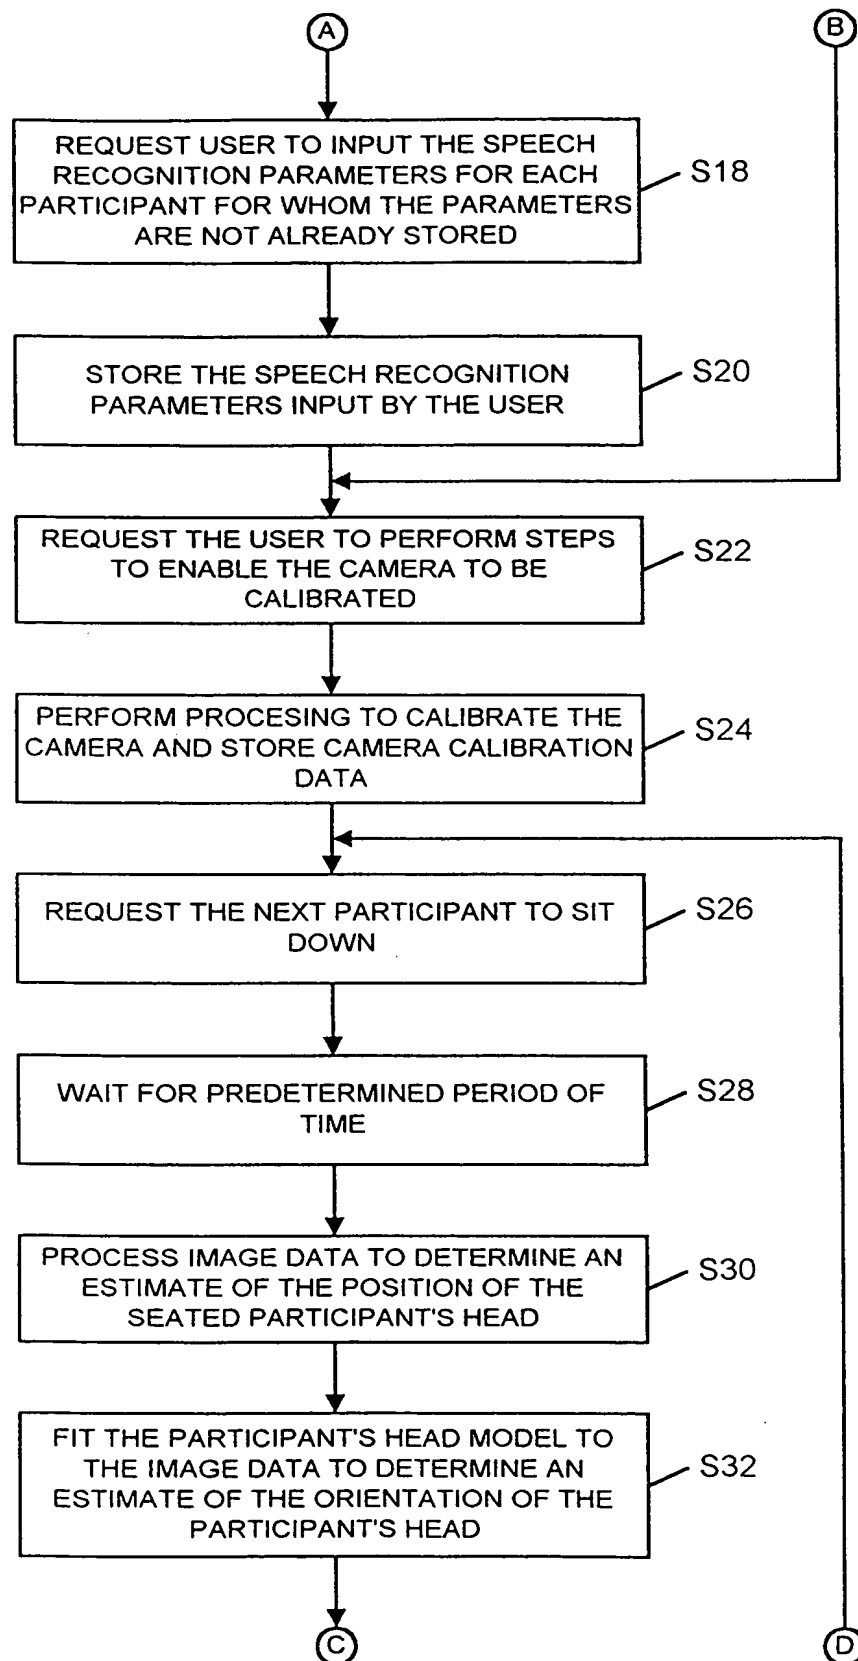 A
B
REQUEST USER TO INPUT THE SPEECH
RECOGNITION PARAMETERS FOR EACH
PARTICIPANT FOR WHOM THE PARAMETERS
ARE NOT ALREADY STORED
S18
STORE THE SPEECH RECOGNITION
PARAMETERS INPUT BY THE USER
S20
REQUEST THE USER TO PERFORM STEPS
TO ENABLE THE CAMERA TO BE
CALIBRATED
S22
PERFORM PROCESING TO CALIBRATE THE
CAMERA AND STORE CAMERA CALIBRATION
DATA
S24
REQUEST THE NEXT PARTICIPANT TO SIT
DOWN
S26
WAIT FOR PREDETERMINED PERIOD OF
TIME
S28
PROCESS IMAGE DATA TO DETERMINE AN
ESTIMATE OF THE POSITION OF THE
SEATED PARTICIPANT'S HEAD
S30
FIT THE PARTICIPANT'S HEAD MODEL TO
THE IMAGE DATA TO DETERMINE AN
ESTIMATE OF THE ORIENTATION OF THE
PARTICIPANT'S HEAD
S32
C
D